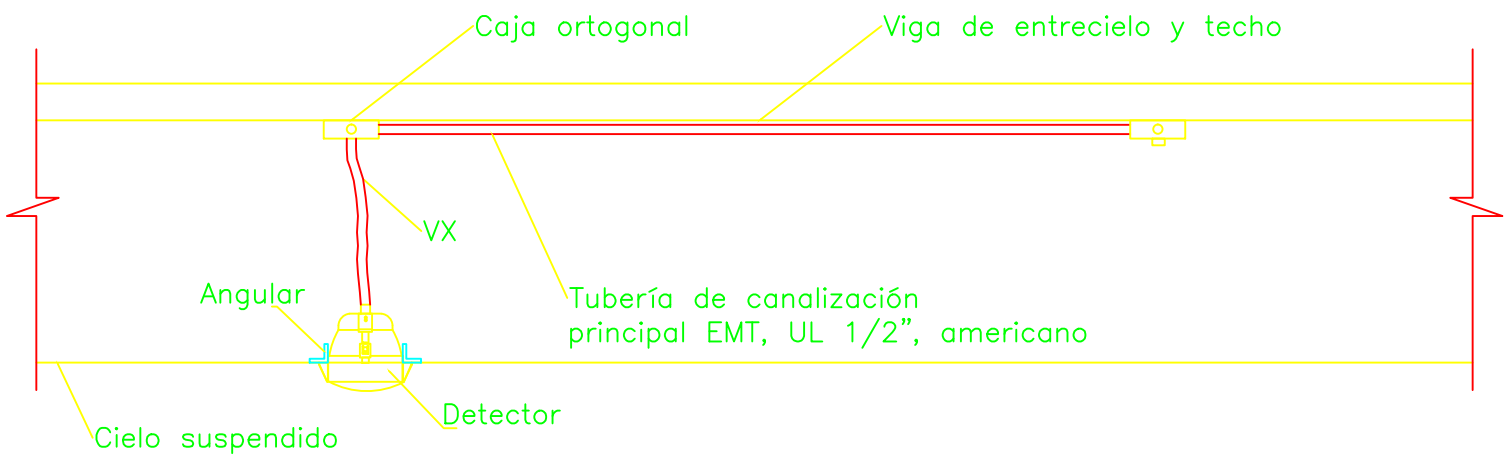 Caja ortogonal
Viga de entrecielo y techo
VX
Angular
Tubería de canalización
principal EMT, UL 1/2", americano
Detector
Cielo suspendido